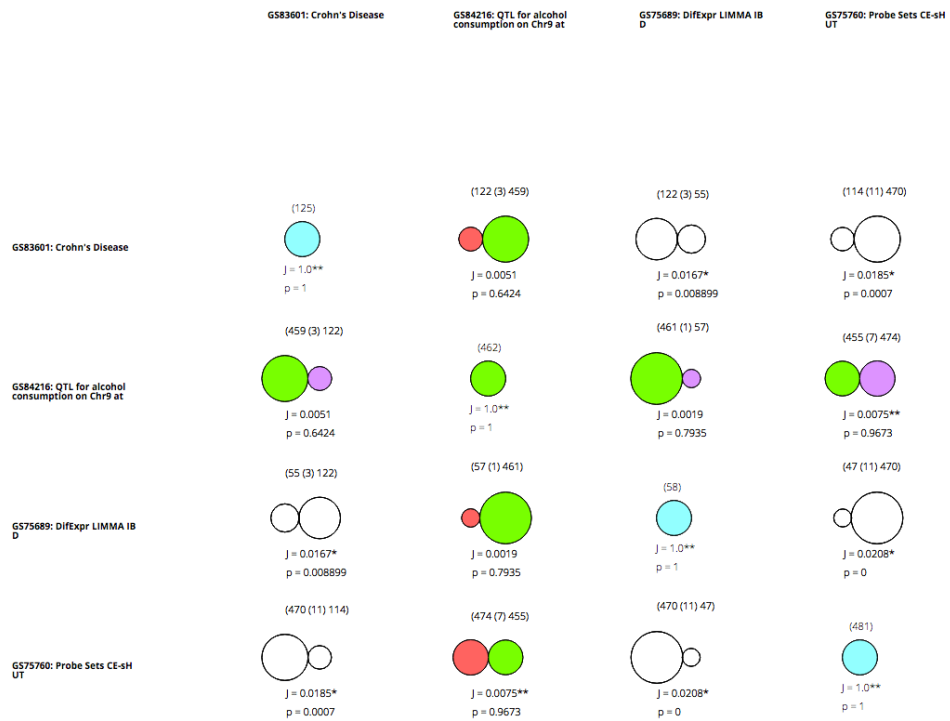 GS83601: Crohn's Disease
GS84216: QTL for alcohol
consumption on Chr9 at
GS75689: DifExpr LIMMA IB
D
GS75760: Probe Sets CE-sH
UT
GS83601: Crohn's Disease
(125)
J = 1.0**
p = 1
(122 (3) 459)
J = 0.0051
p = 0.6424
(122 (3) 55)
J = 0.0167*
p = 0.008899
(114 (11) 470)
J = 0.0185*
p = 0.0007
GS84216: QTL for alcohol
consumption on Chr9 at
(459 (3) 122)
J = 0.0051
p = 0.6424
(462)
J = 1.0**
p = 1
(461 (1) 57)
J = 0.0019
p = 0.7935
(455 (7) 474)
J = 0.0075**
p = 0.9673
GS75689: DifExpr LIMMA IB
D
(55 (3) 122)
J = 0.0167*
p = 0.008899
(57 (1) 461)
J = 0.0019
p = 0.7935
(58)
J = 1.0**
p = 1
(47 (11) 470)
J = 0.0208*
p = 0
GS75760: Probe Sets CE-sH
UT
(470 (11) 114)
J = 0.0185*
p = 0.0007
(474 (7) 455)
J = 0.0075**
p = 0.9673
(470 (11) 47)
J = 0.0208*
p = 0
(481)
J = 1.0**
p = 1